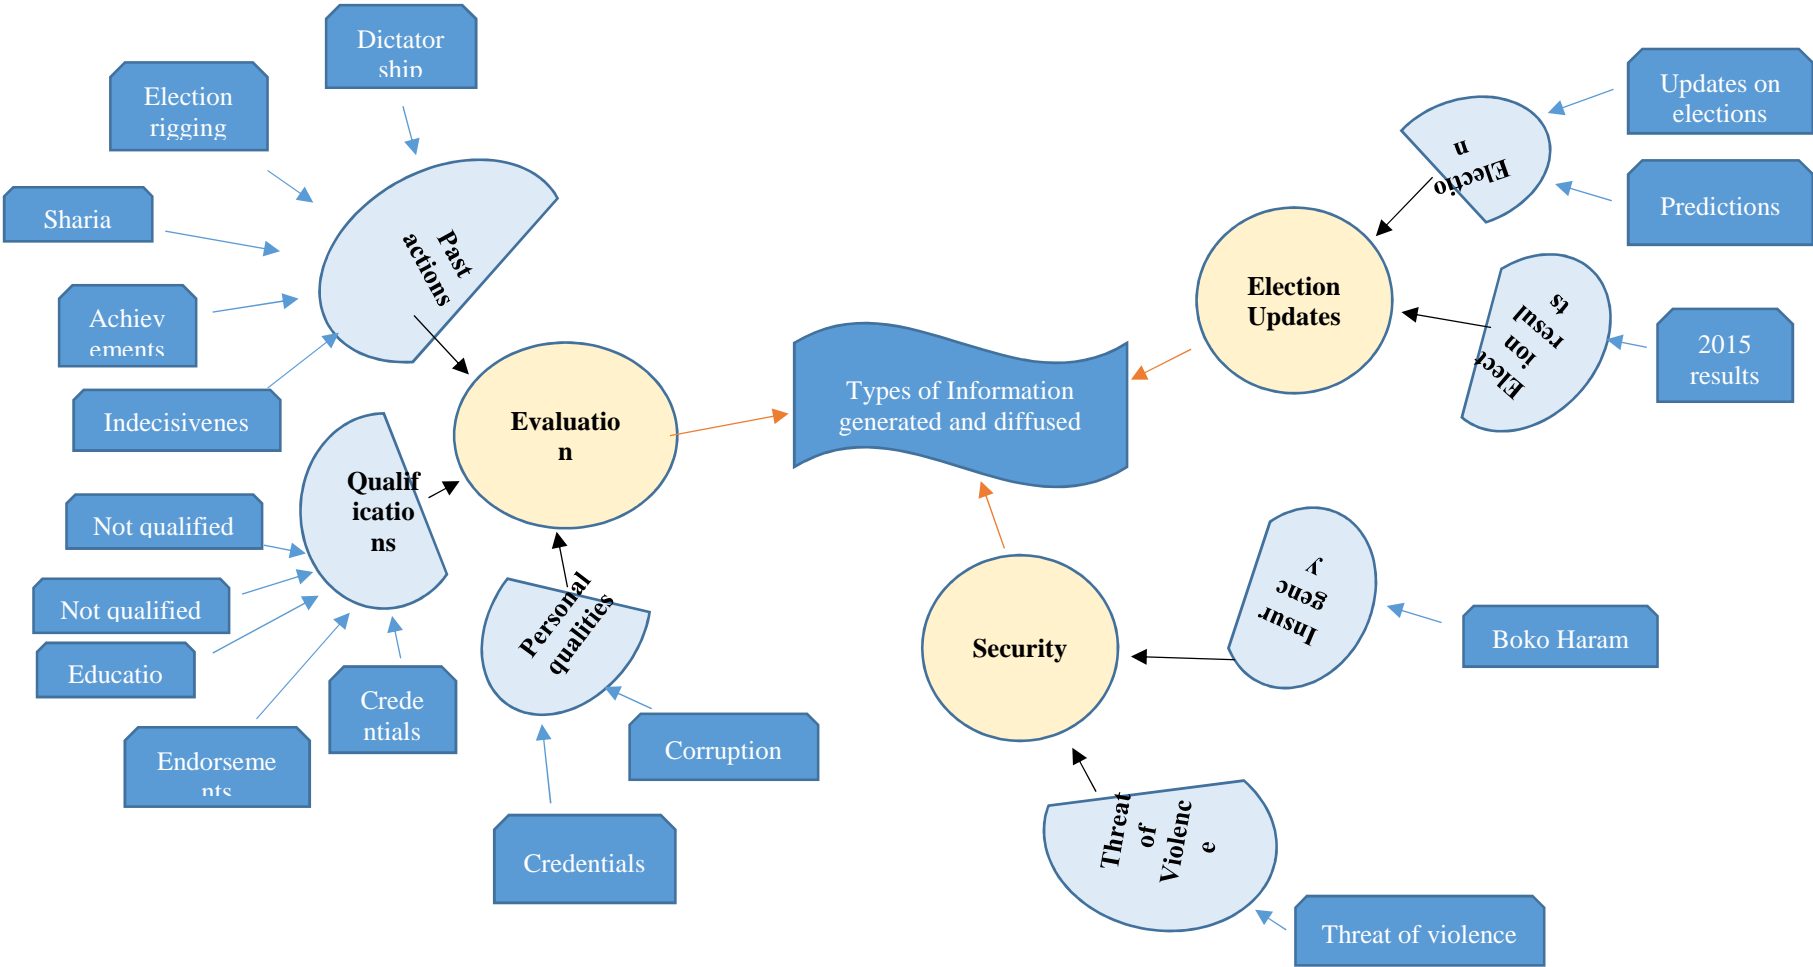 Dictator
ship
Election
rigging
Sharia
Achiev
ements
Indecisivenes
Past
actions
Not qualified
Not qualified
Educatio
Endorseme
nts
Crede
ntials
Qualif
icatio
ns
Personal
qualities
Corruption
Credentials
Evaluatio
n
Types of Information
generated and diffused
Election
Updates
Electio
n
Updates on
elections
Predictions
Elect
ion
resul
ts
2015
results
Security
Insur
genc
y
Boko Haram
Threat
of
Violenc
e
Threat of violence